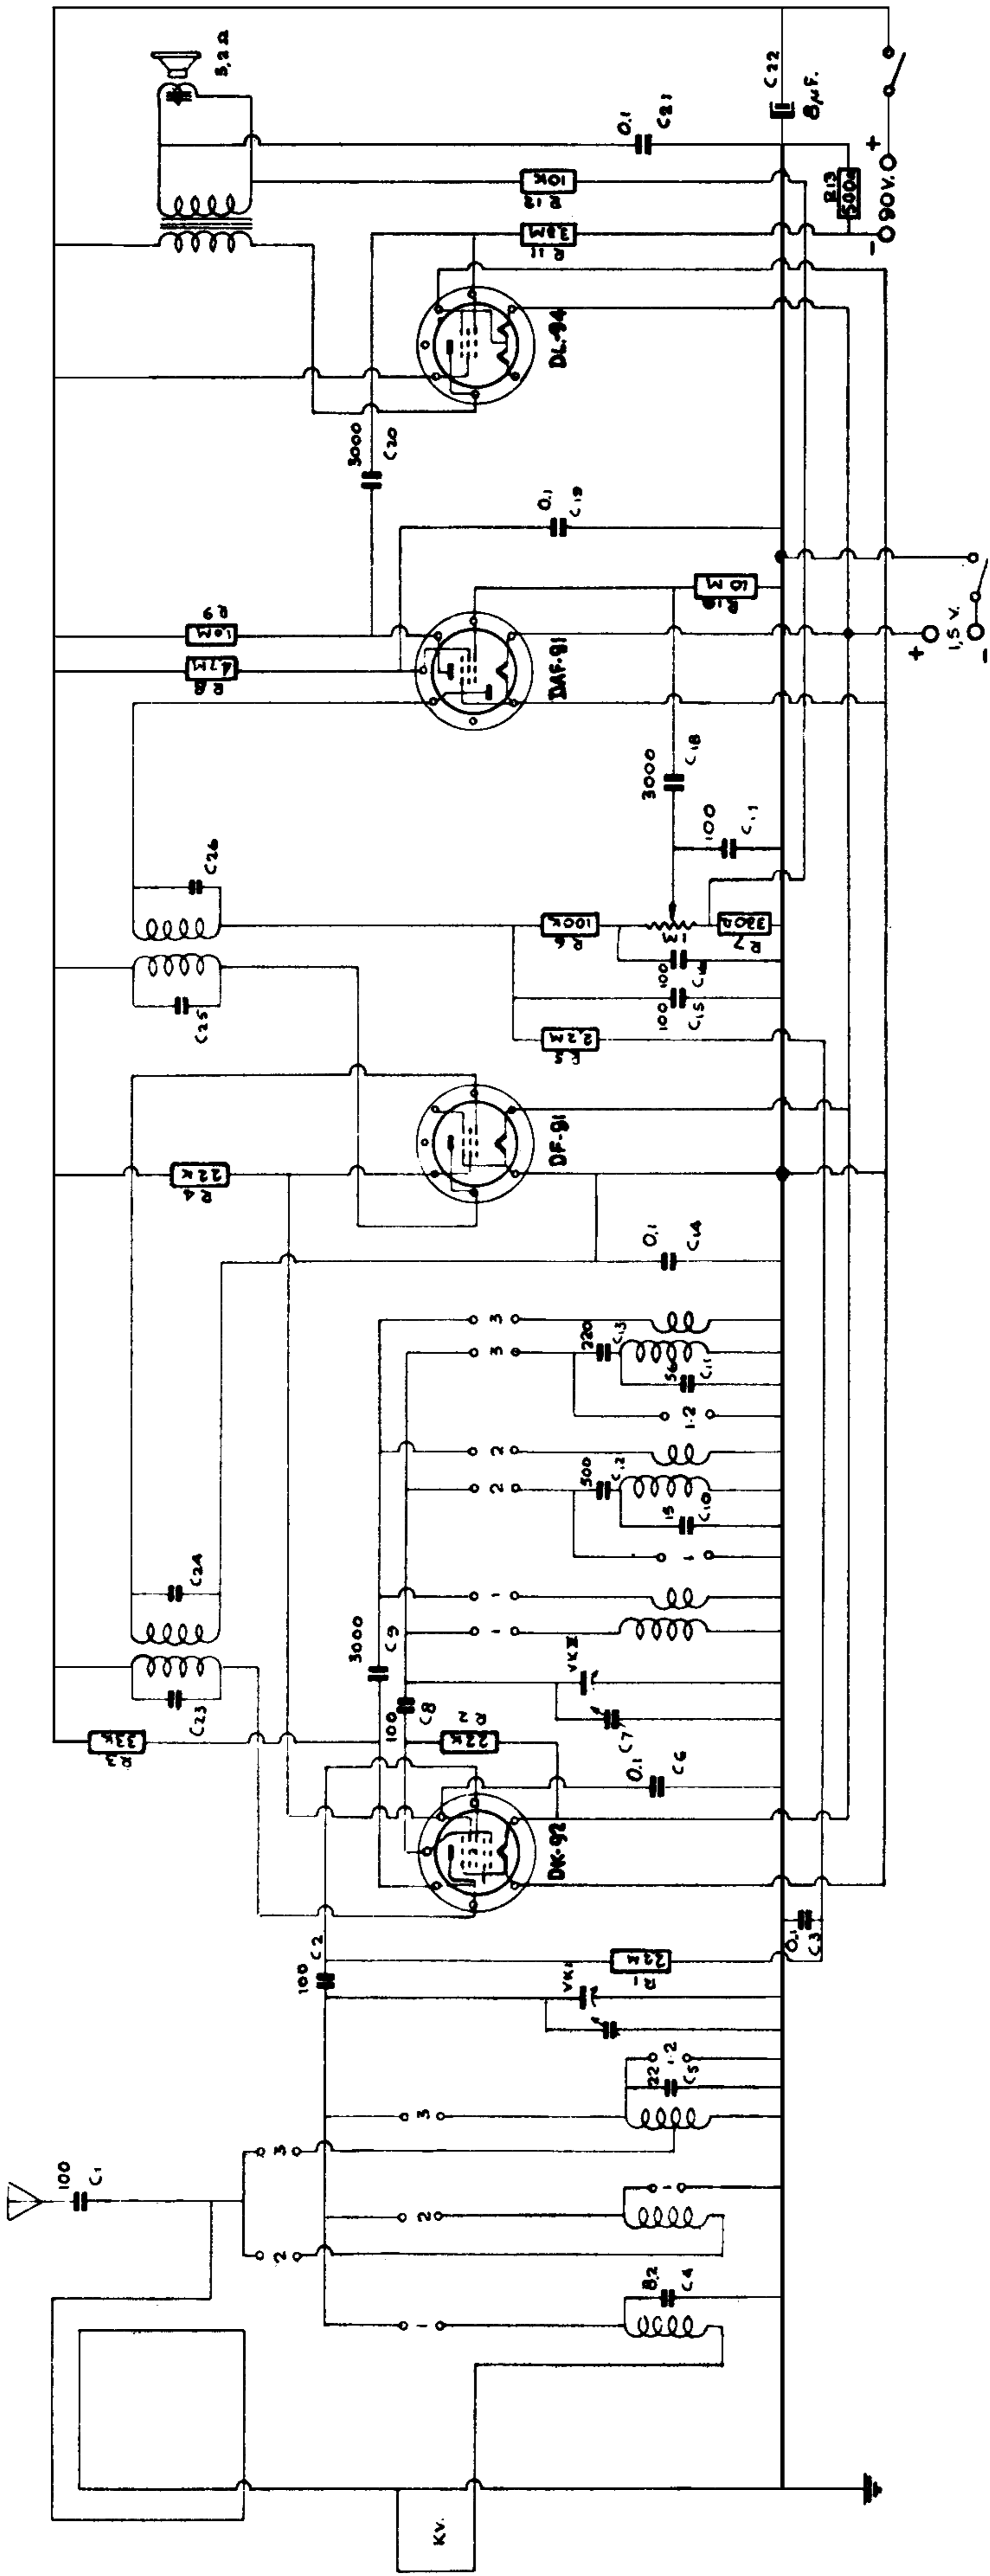 5,2 Ω
C22
8µF.
0.1
C21
10K
R12
3.3M
R11
R13
500Ω
+
90V.
-
DL-94
3000
C20
0.1
C19
R9
1.0M
4.7M
R8
DAF-91
10M
R10
+
1,5 V.
-
3000
C18
100
C17
C26
C25
100K
R6
330Ω
R7
100
C16
100
C15
2,2M
DF-91
22K
R4
0.1
C14
3
3
220
C13
56
C11
1-2
2
2
500
C12
15
C10
1
1
1
C24
C23
3000
C9
VKII
C7
100
C8
22K
R2
33K
R3
0.1
C6
DK-92
0.1
C3
100
C2
2.2M
R1
VKI
1-2
22
C5
3
3
100
C1
1
2
2
8.2
C4
1
KV.